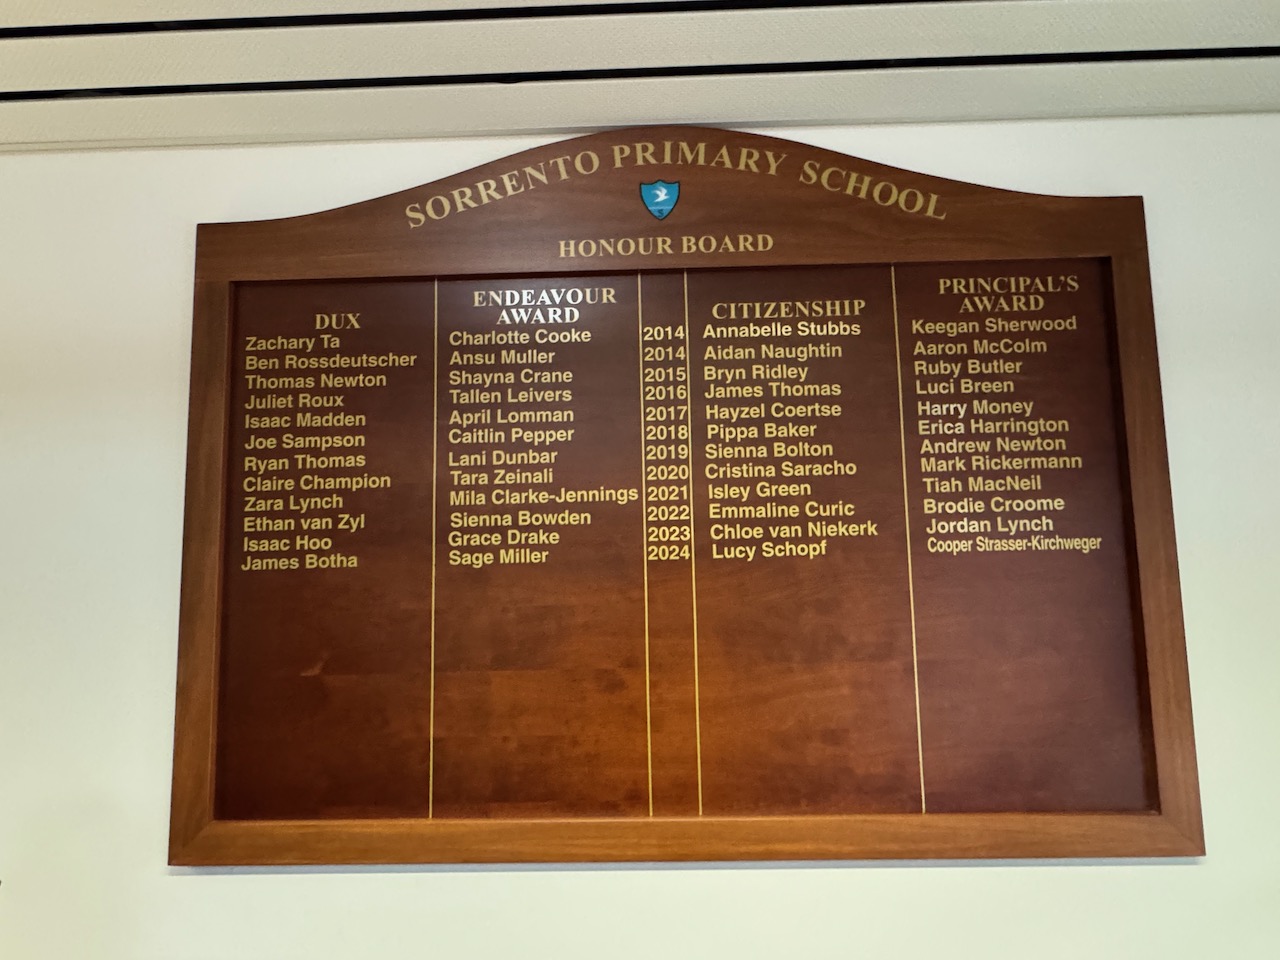 SORRENTO PRIMARY SCHOOL
HONOUR BOARD
DUX
Zachary Ta
Ben Rossdeutscher
Thomas Newton
Juliet Roux
Isaac Madden
Joe Sampson
Ryan Thomas
Claire Champion
Zara Lynch
Ethan van Zyl
Isaac Hoo
James Botha
ENDEAVOUR
AWARD
Charlotte Cooke
Ansu Muller
Shayna Crane
Tallen Leivers
April Lomman
Caitlin Pepper
Lani Dunbar
Tara Zeinali
Mila Clarke-Jennings
Sienna Bowden
Grace Drake
Sage Miller
2014
2014
2015
2016
2017
2018
2019
2020
2021
2022
2023
2024
CITIZENSHIP
Annabelle Stubbs
Aidan Naughtin
Bryn Ridley
James Thomas
Hayzel Coertse
Pippa Baker
Sienna Bolton
Cristina Saracho
Isley Green
Emmaline Curic
Chloe van Niekerk
Lucy Schopf
PRINCIPAL'S
AWARD
Keegan Sherwood
Aaron McColm
Ruby Butler
Luci Breen
Harry Money
Erica Harrington
Andrew Newton
Mark Rickermann
Tiah MacNeil
Brodie Croome
Jordan Lynch
Cooper Strasser-Kirchweger